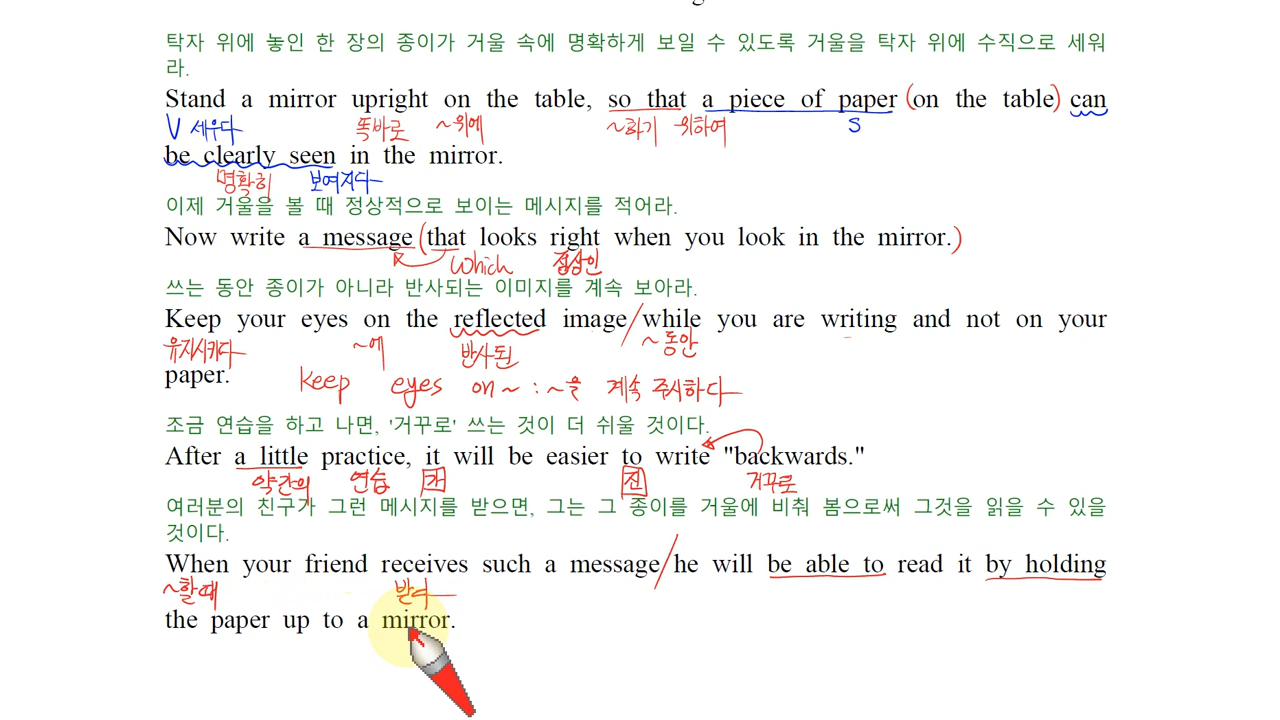 탁자 위에 놓인 한 장의 종이가 거울 속에 명확하게 보일 수 있도록 거울을 탁자 위에 수직으로 세워
라.
Stand a mirror upright on the table, so that a piece of paper (on the table) can
V 세우다 똑바로 ~위에 ~하기 위하여 S
be clearly seen in the mirror.
명확히 보여지다
이제 거울을 볼 때 정상적으로 보이는 메시지를 적어라.
Now write a message (that looks right when you look in the mirror.)
which 정상인
쓰는 동안 종이가 아니라 반사되는 이미지를 계속 보아라.
Keep your eyes on the reflected image / while you are writing and not on your
유지시키다 ~에 반사된 ~동안
paper.
keep eyes on ~ : ~을 계속 주시하다
조금 연습을 하고 나면, '거꾸로' 쓰는 것이 더 쉬울 것이다.
After a little practice, it will be easier to write "backwards."
약간의 연습 가 진 거꾸로
여러분의 친구가 그런 메시지를 받으면, 그는 그 종이를 거울에 비춰 봄으로써 그것을 읽을 수 있을
것이다.
When your friend receives such a message / he will be able to read it by holding
~할 때 받다
the paper up to a mirror.